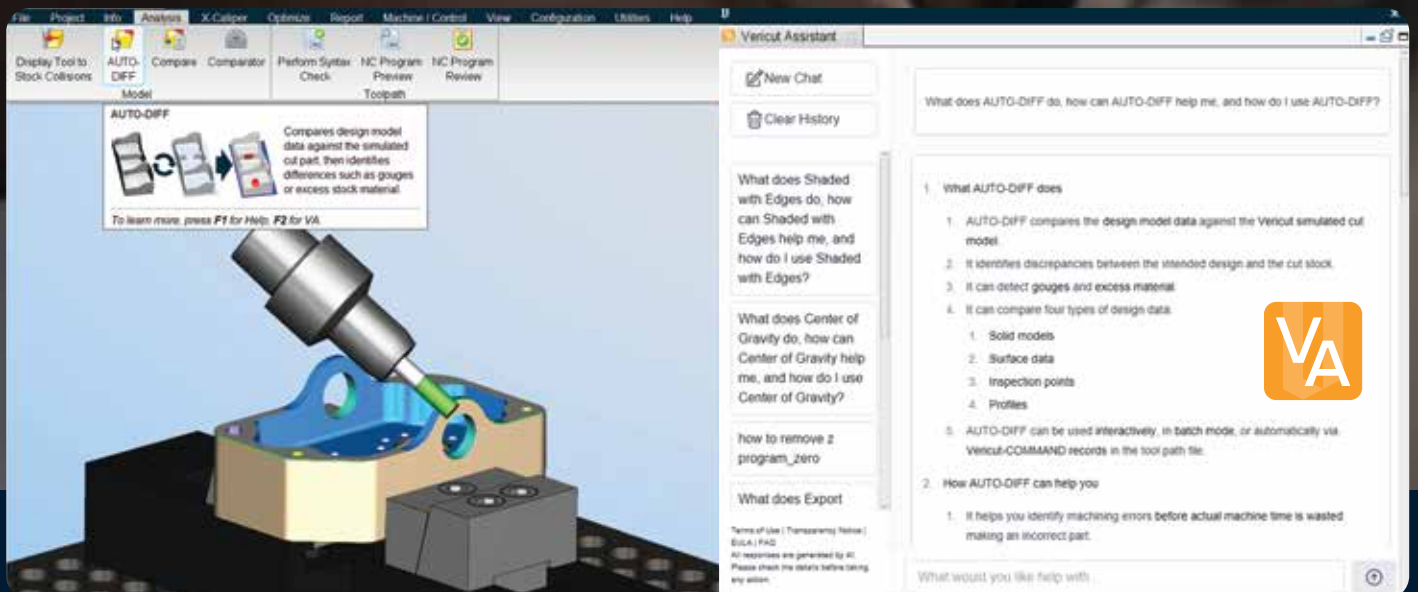 File Project Info Analysis X-Caliper Optimize Report Machine / Control View Configuration Utilities Help
Display Tool to
Stock Collisions
AUTO-
DIFF
Compare
Comparator
Model
Perform Syntax
Check
NC Program
Preview
NC Program
Review
Toolpath
AUTO-DIFF
Compares design model
data against the simulated
cut part, then identifies
differences such as gouges
or excess stock material.
To learn more, press F1 for Help, F2 for VA.
Vericut Assistant
New Chat
Clear History
What does Shaded
with Edges do, how
can Shaded with
Edges help me, and
how do I use Shaded
with Edges?
What does Center of
Gravity do, how can
Center of Gravity help
me, and how do I use
Center of Gravity?
how to remove z
program_zero
What does Export
Terms of Use | Transparency Notice |
EULA | FAQ
All responses are generated by AI.
Please check the details before taking
any action.
What does AUTO-DIFF do, how can AUTO-DIFF help me, and how do I use AUTO-DIFF?
1. What AUTO-DIFF does
1. AUTO-DIFF compares the design model data against the Vericut simulated cut
model.
2. It identifies discrepancies between the intended design and the cut stock.
3. It can detect gouges and excess material.
4. It can compare four types of design data:
1. Solid models
2. Surface data
3. Inspection points
4. Profiles
5. AUTO-DIFF can be used interactively, in batch mode, or automatically via
Vericut-COMMAND records in the tool path file.
2. How AUTO-DIFF can help you
1. It helps you identify machining errors before actual machine time is wasted
making an incorrect part.
What would you like help with...
VA